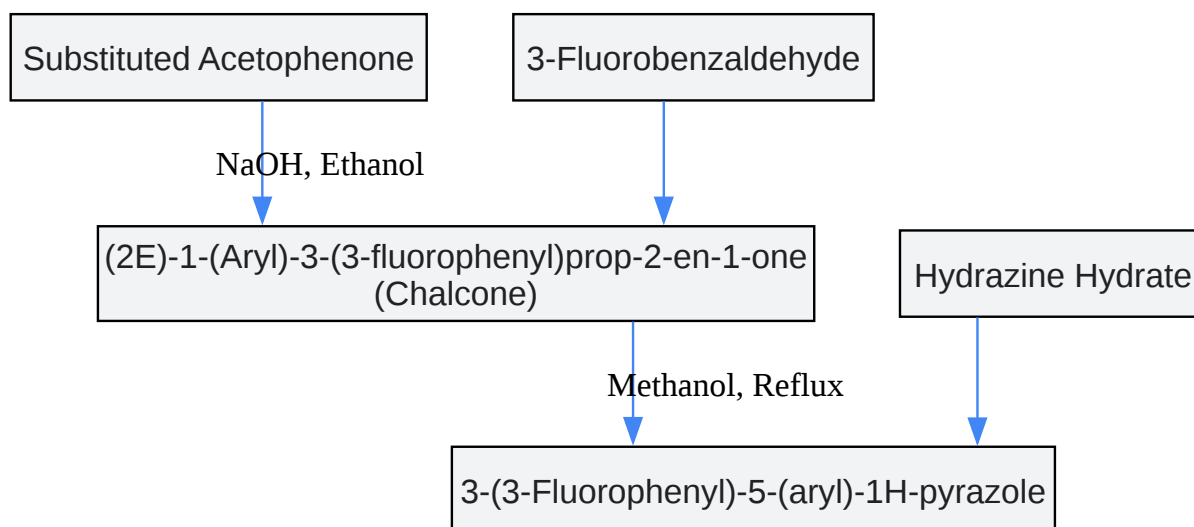 Substituted Acetophenone
3-Fluorobenzaldehyde
NaOH, Ethanol
(2E)-1-(Aryl)-3-(3-fluorophenyl)prop-2-en-1-one
(Chalcone)
Hydrazine Hydrate
Methanol, Reflux
3-(3-Fluorophenyl)-5-(aryl)-1H-pyrazole